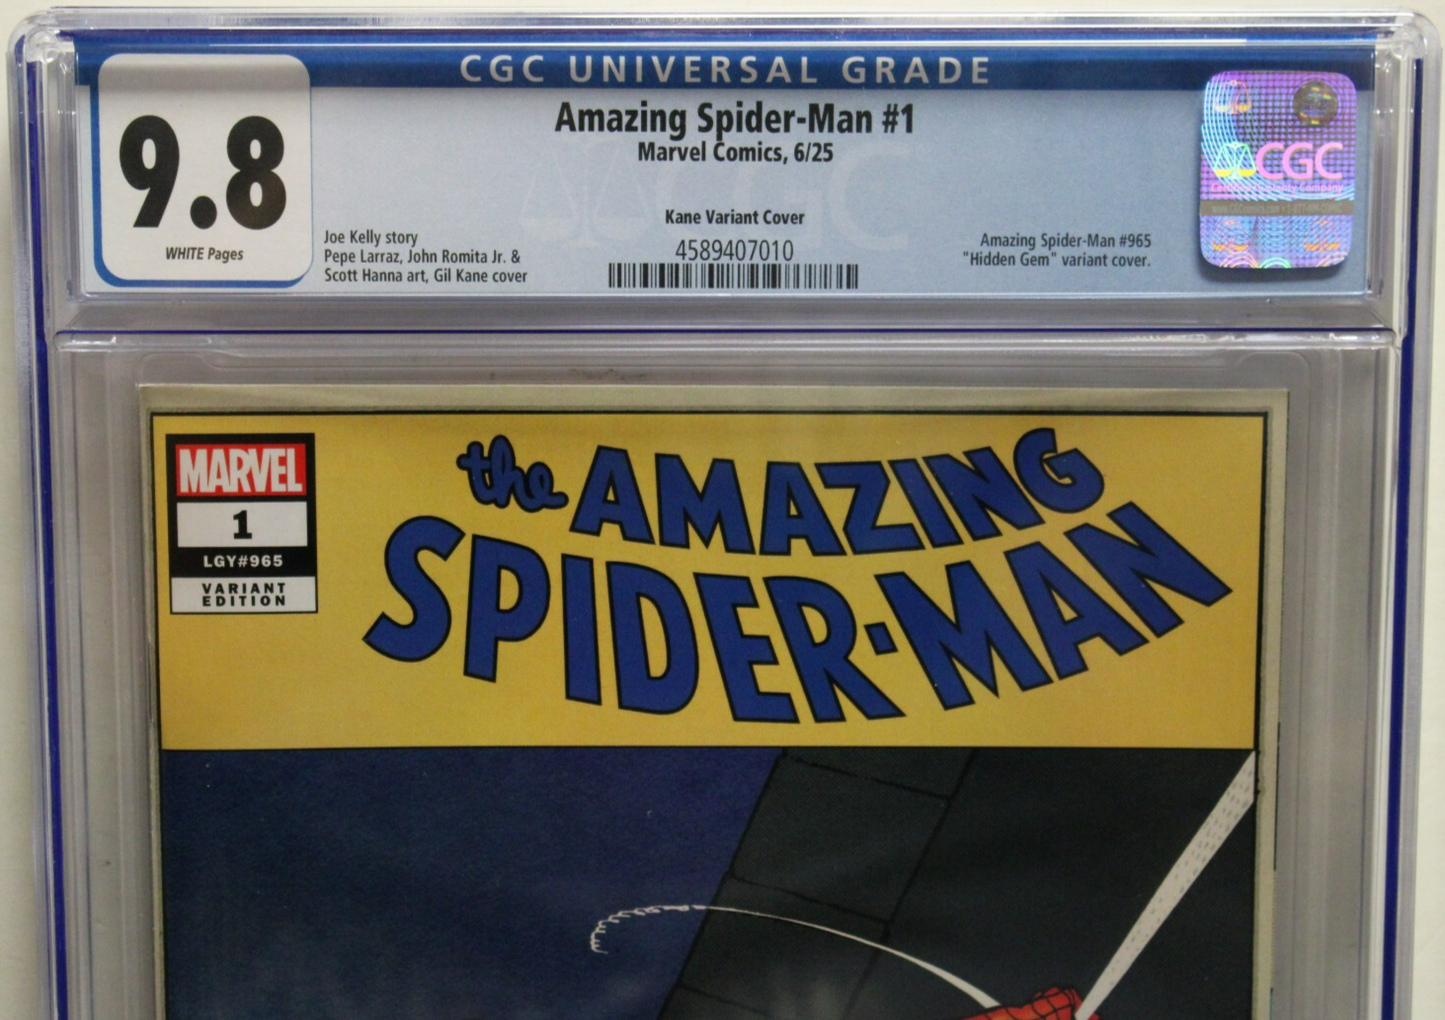 CGC UNIVERSAL GRADE
9.8
WHITE Pages
Amazing Spider-Man #1
Marvel Comics, 6/25
Kane Variant Cover
4589407010
Joe Kelly story
Pepe Larraz, John Romita Jr. &
Scott Hanna art, Gil Kane cover
Amazing Spider-Man #965
"Hidden Gem" variant cover.
CGC
MARVEL
1
LGY#965
VARIANT
EDITION
the AMAZING
SPIDER-MAN